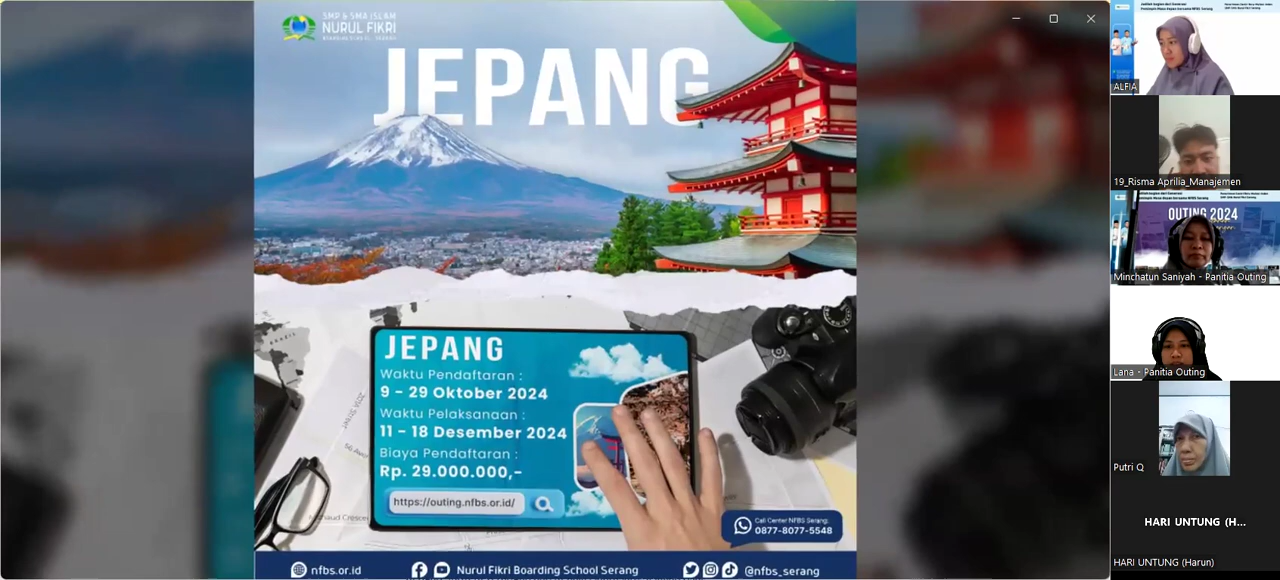 SMP & SMA ISLAM
NURUL FIKRI
BOARDING SCHOOL SERANG
JEPANG
JEPANG
Waktu Pendaftaran :
9 - 29 Oktober 2024
Waktu Pelaksanaan :
11 - 18 Desember 2024
Biaya Pendaftaran :
Rp. 29.000.000,-
https://outing.nfbs.or.id/
Call Center NFBS Serang:
0877-8077-5548
nfbs.or.id
Nurul Fikri Boarding School Serang
@nfbs_serang
ALFIA
19_Risma Aprilia_Manajemen
OUTING 2024
Minchatun Saniyah - Panitia Outing
Lana - Panitia Outing
Putri Q
HARI UNTUNG (H...
HARI UNTUNG (Harun)